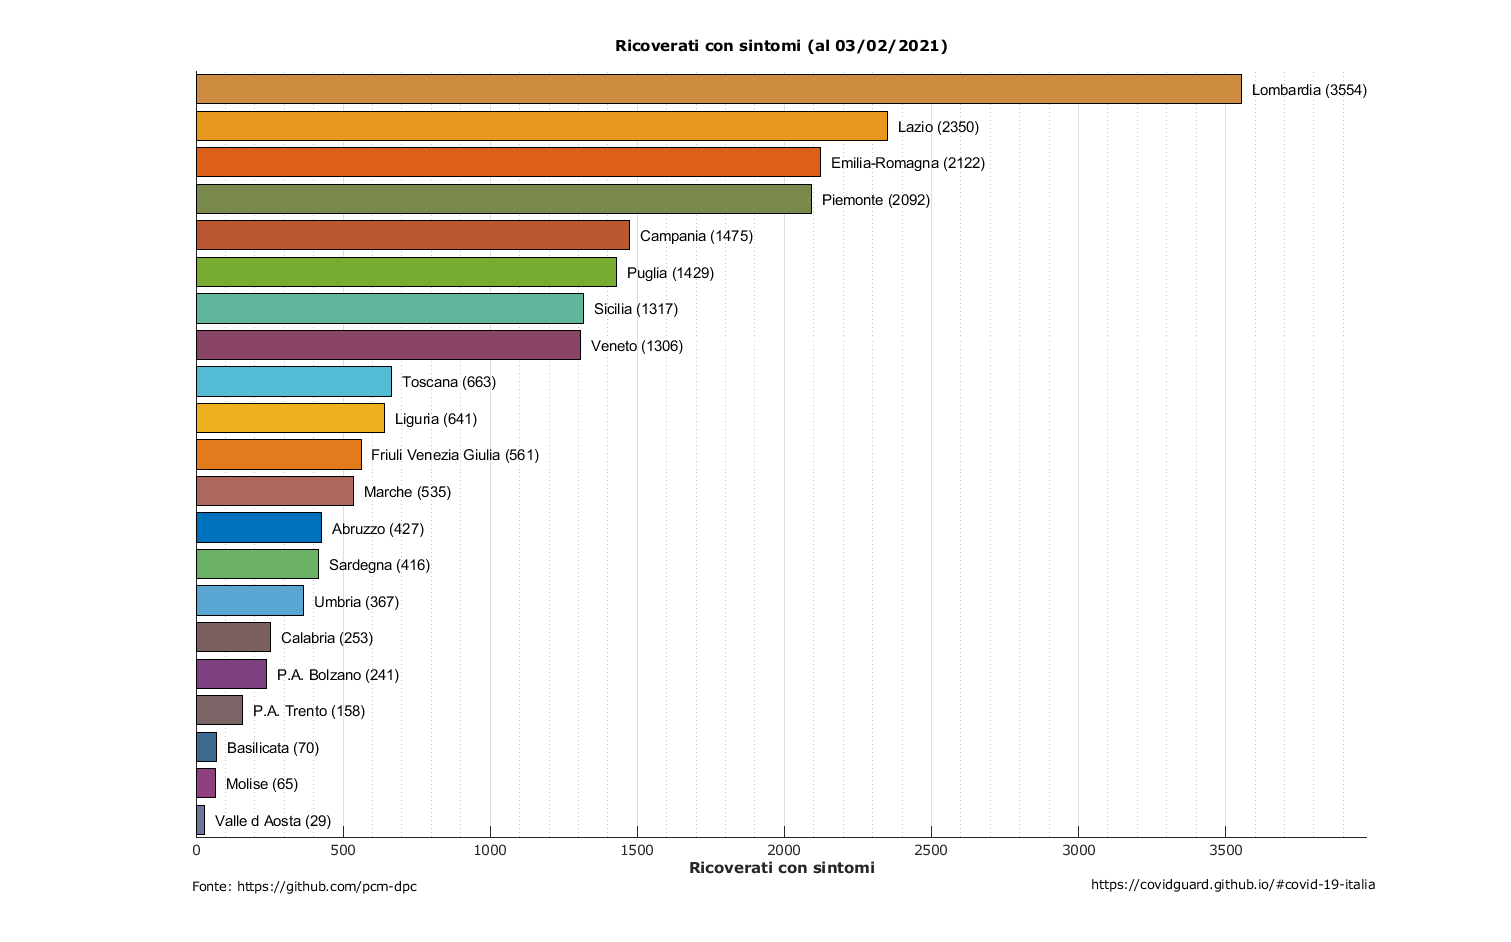 Ricoverati con sintomi (al 03/02/2021)
Lombardia (3554)
Lazio (2350)
Emilia-Romagna (2122)
Piemonte (2092)
Campania (1475)
Puglia (1429)
Sicilia (1317)
Veneto (1306)
Toscana (663)
Liguria (641)
Friuli Venezia Giulia (561)
Marche (535)
Abruzzo (427)
Sardegna (416)
Umbria (367)
Calabria (253)
P.A. Bolzano (241)
P.A. Trento (158)
Basilicata (70)
Molise (65)
Valle d Aosta (29)
0 500 1000 1500 2000 2500 3000 3500
Ricoverati con sintomi
Fonte: https://github.com/pcm-dpc
https://covidguard.github.io/#covid-19-italia